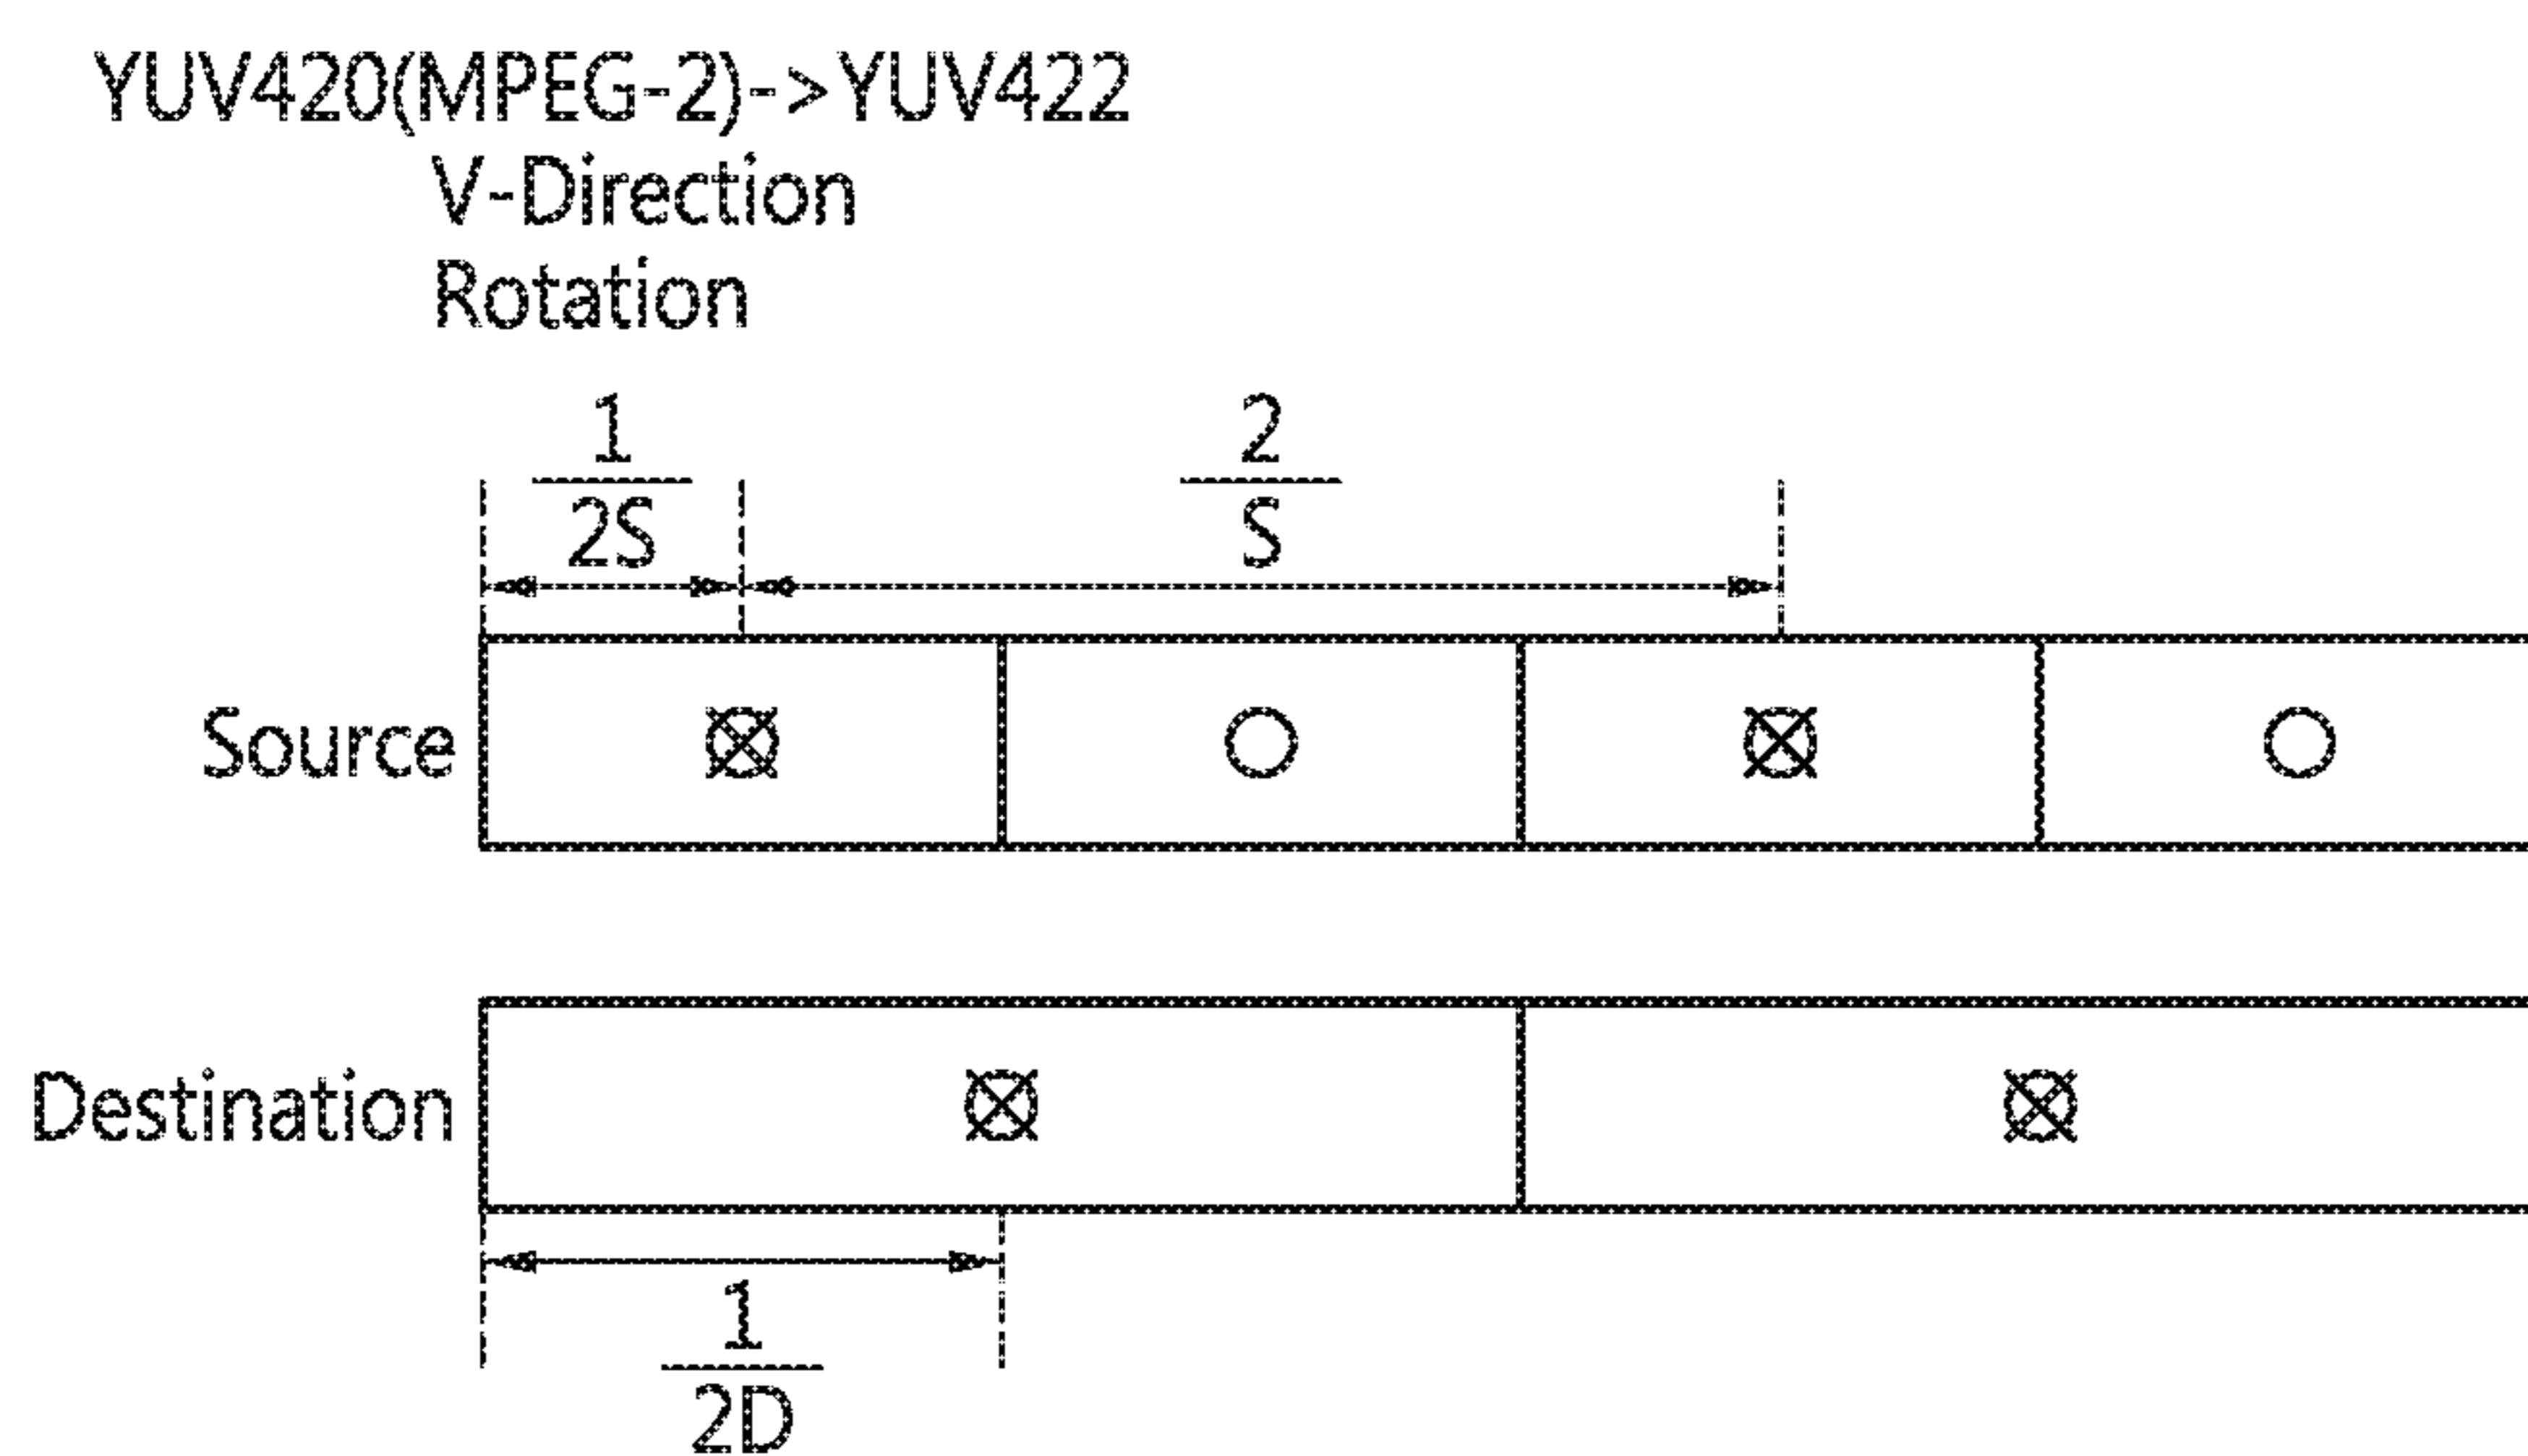 YUV420(MPEG-2)->YUV422
V-Direction
Rotation
1 2
2S S
Source
Destination
1
2D